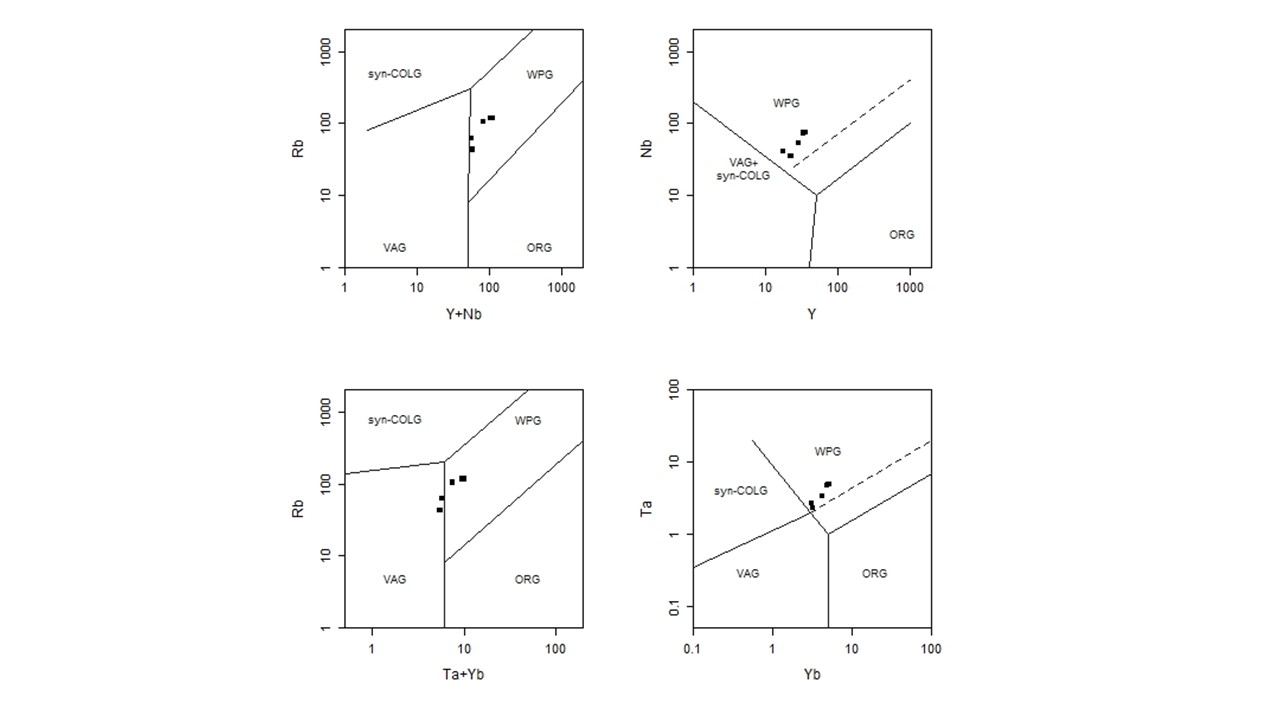 syn-COLG
WPG
VAG
ORG
Rb
1
10
100
1000
1
10
100
1000
Y+Nb
WPG
VAG+
syn-COLG
ORG
Nb
1
10
100
1000
1
10
100
1000
Y
syn-COLG
WPG
VAG
ORG
Rb
1
10
100
1000
1
10
100
Ta+Yb
WPG
syn-COLG
VAG
ORG
Ta
0.1
1
10
100
0.1
1
10
100
Yb